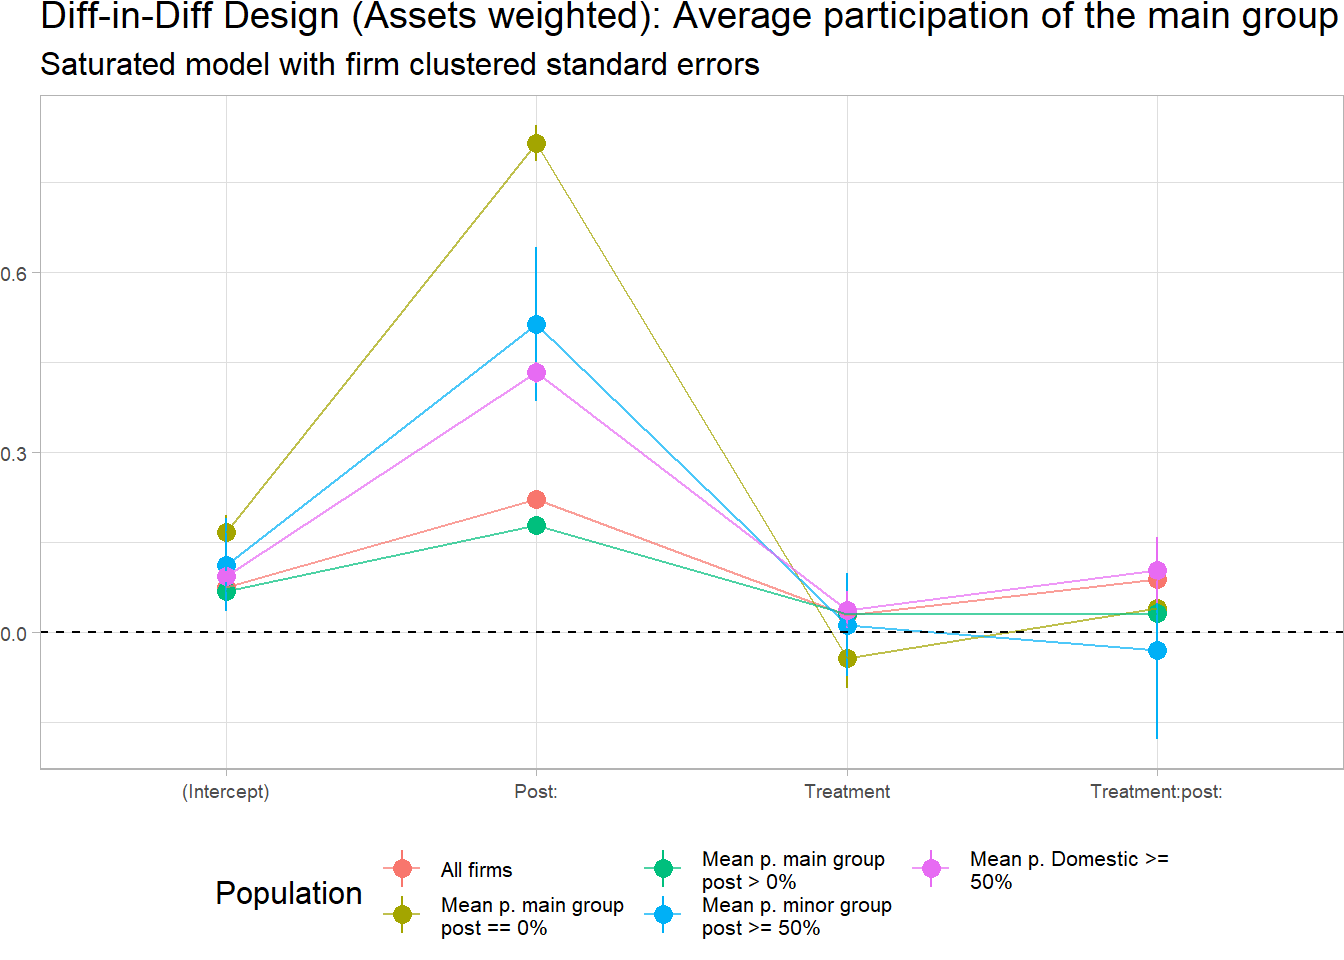 Diff-in-Diff Design (Assets weighted): Average participation of the main group
Saturated model with firm clustered standard errors
0.6
0.3
0.0
(Intercept)
Post:
Treatment
Treatment:post:
Population
All firms
Mean p. main group
post == 0%
Mean p. main group
post > 0%
Mean p. minor group
post >= 50%
Mean p. Domestic >=
50%